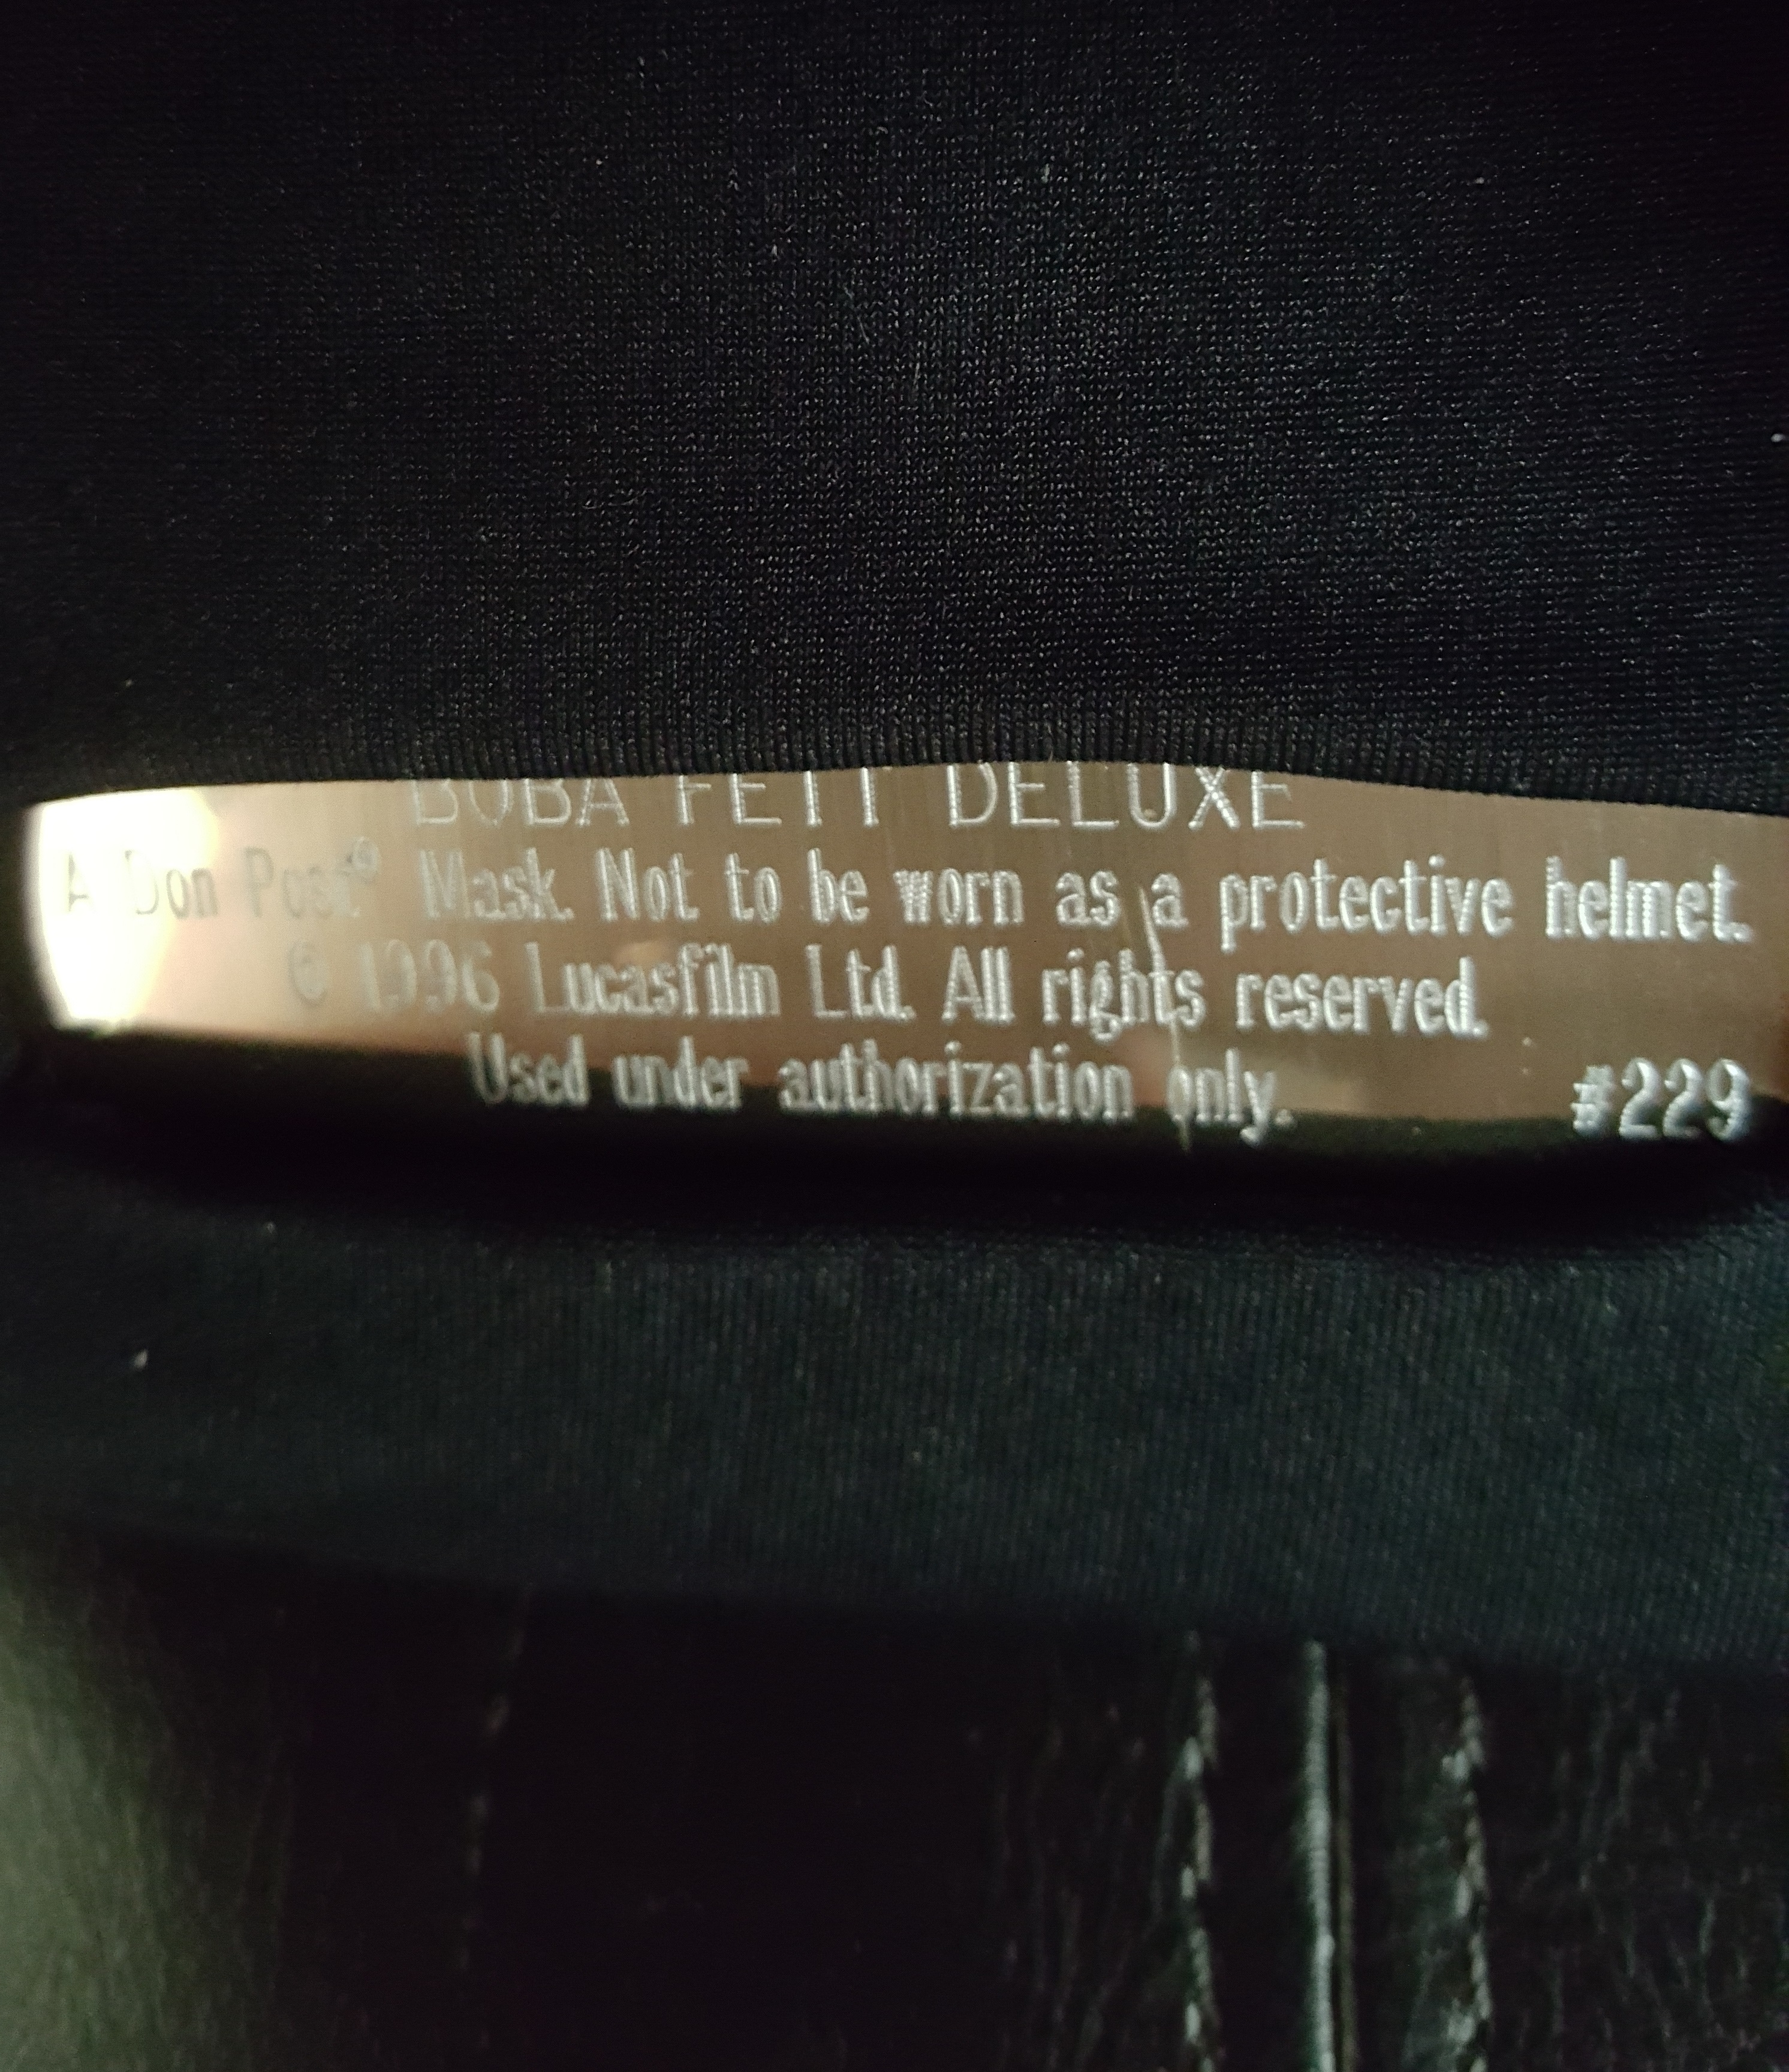 BOBA FETT DELUXE
A Don Post® Mask. Not to be worn as a protective helmet.
© 1996 Lucasfilm Ltd. All rights reserved.
Used under authorization only. #229